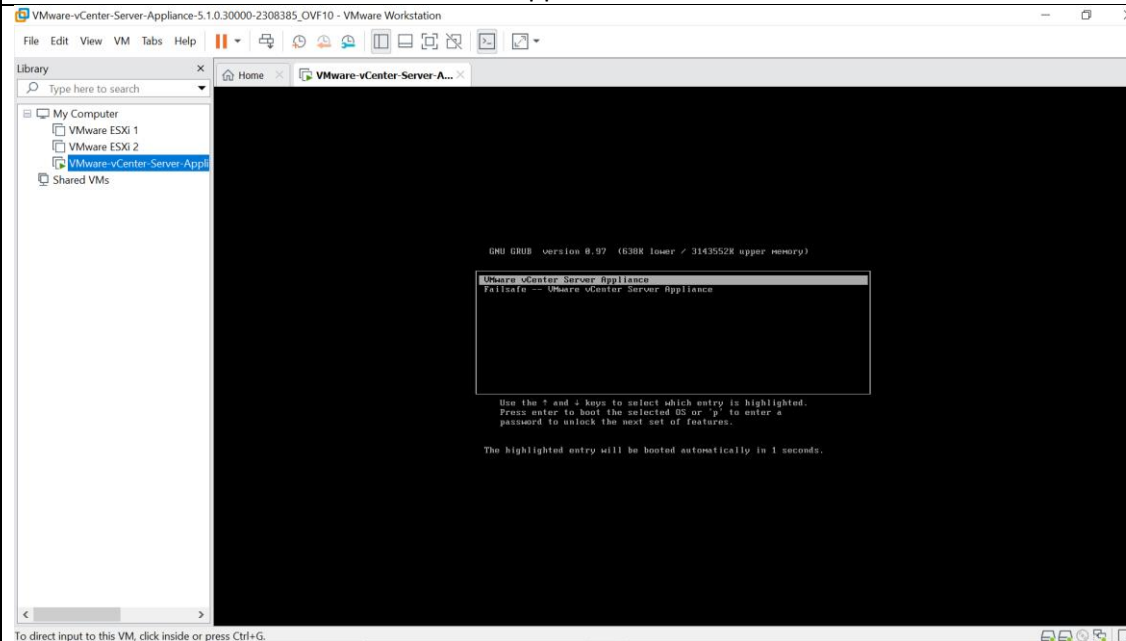 VMware-vCenter-Server-Appliance-5.1.0.30000-2308385_OVF10 - VMware Workstation
File Edit View VM Tabs Help
Library
Home
VMware-vCenter-Server-A...
Type here to search
My Computer
VMware ESXi 1
VMware ESXi 2
VMware-vCenter-Server-Appli
Shared VMs
GNU GRUB version 0.97 (638K lower / 3143552K upper memory)
VMware vCenter Server Appliance
Failsafe -- VMware vCenter Server Appliance
Use the ↑ and ↓ keys to select which entry is highlighted.
Press enter to boot the selected OS or 'p' to enter a
password to unlock the next set of features.
The highlighted entry will be booted automatically in 1 seconds.
To direct input to this VM, click inside or press Ctrl+G.